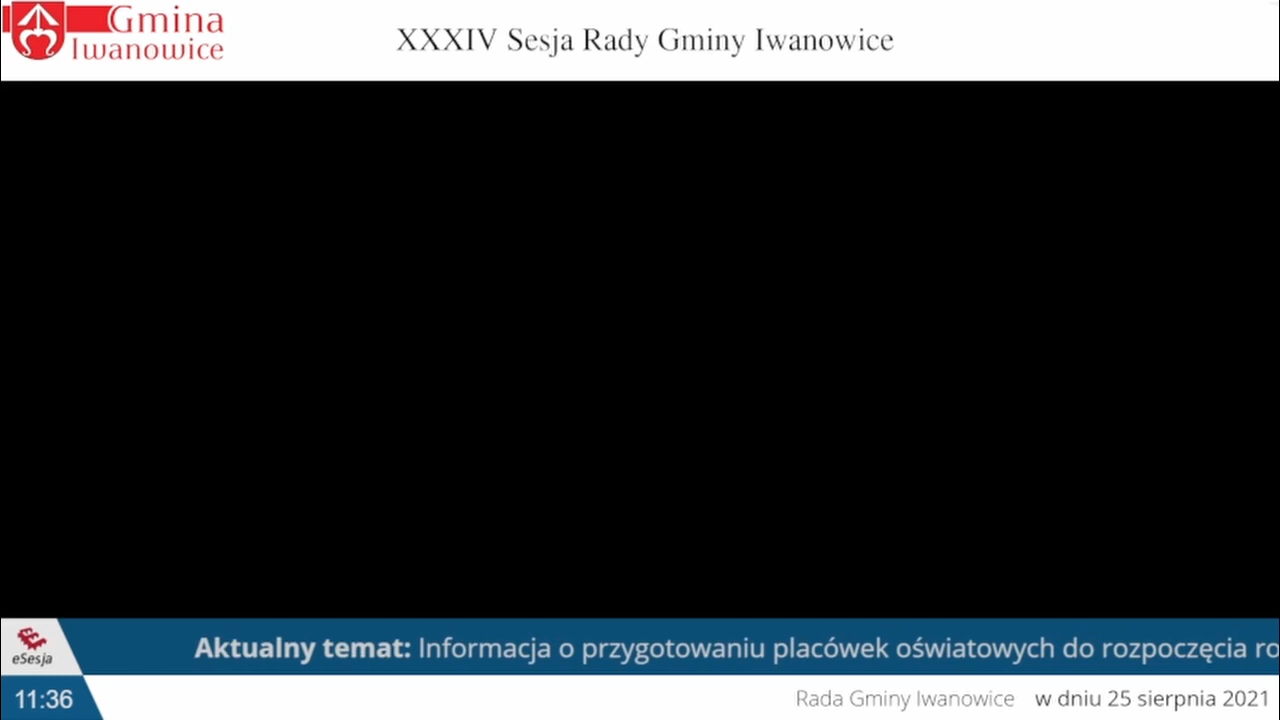 Gmina
Iwanowice
XXXIV Sesja Rady Gminy Iwanowice
eSesja
Aktualny temat: Informacja o przygotowaniu placówek oświatowych do rozpoczęcia ro
11:36
Rada Gminy Iwanowice w dniu 25 sierpnia 2021